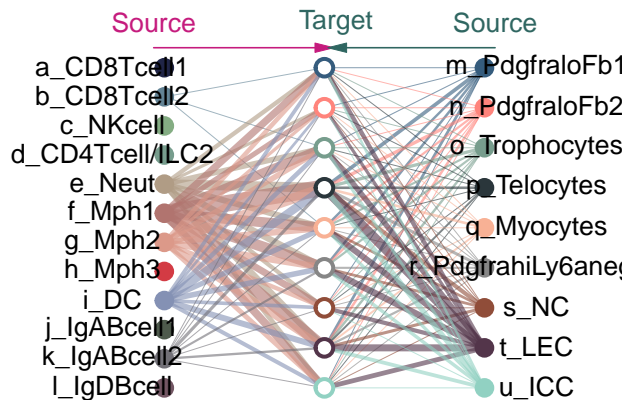 Source
Target
Source
a_CD8Tcell1
b_CD8Tcell2
c_NKcell
d_CD4Tcell/ILC2
e_Neut
f_Mph1
g_Mph2
h_Mph3
i_DC
j_IgABcell1
k_IgABcell2
l_IgDBcell
m_PdgfraloFb1
n_PdgfraloFb2
o_Trophocytes
p_Telocytes
q_Myocytes
r_PdgfrahiLy6aneg
s_NC
t_LEC
u_ICC